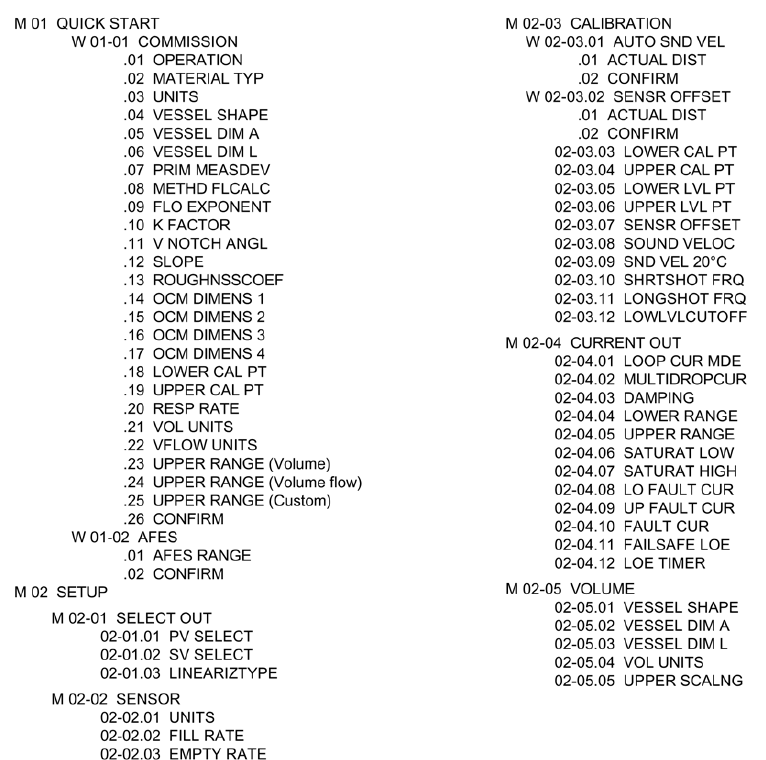 M 01 QUICK START
W 01-01 COMMISSION
.01 OPERATION
.02 MATERIAL TYP
.03 UNITS
.04 VESSEL SHAPE
.05 VESSEL DIM A
.06 VESSEL DIM L
.07 PRIM MEASDEV
.08 METHD FLCALC
.09 FLO EXPONENT
.10 K FACTOR
.11 V NOTCH ANGL
.12 SLOPE
.13 ROUGHNSSCOEF
.14 OCM DIMENS 1
.15 OCM DIMENS 2
.16 OCM DIMENS 3
.17 OCM DIMENS 4
.18 LOWER CAL PT
.19 UPPER CAL PT
.20 RESP RATE
.21 VOL UNITS
.22 VFLOW UNITS
.23 UPPER RANGE (Volume)
.24 UPPER RANGE (Volume flow)
.25 UPPER RANGE (Custom)
.26 CONFIRM
W 01-02 AFES
.01 AFES RANGE
.02 CONFIRM
M 02 SETUP
M 02-01 SELECT OUT
02-01.01 PV SELECT
02-01.02 SV SELECT
02-01.03 LINEARIZTYPE
M 02-02 SENSOR
02-02.01 UNITS
02-02.02 FILL RATE
02-02.03 EMPTY RATE
M 02-03 CALIBRATION
W 02-03.01 AUTO SND VEL
.01 ACTUAL DIST
.02 CONFIRM
W 02-03.02 SENSR OFFSET
.01 ACTUAL DIST
.02 CONFIRM
02-03.03 LOWER CAL PT
02-03.04 UPPER CAL PT
02-03.05 LOWER LVL PT
02-03.06 UPPER LVL PT
02-03.07 SENSR OFFSET
02-03.08 SOUND VELOC
02-03.09 SND VEL 20°C
02-03.10 SHRTSHOT FRQ
02-03.11 LONGSHOT FRQ
02-03.12 LOWLVLCUTOFF
M 02-04 CURRENT OUT
02-04.01 LOOP CUR MDE
02-04.02 MULTIDROPCUR
02-04.03 DAMPING
02-04.04 LOWER RANGE
02-04.05 UPPER RANGE
02-04.06 SATURAT LOW
02-04.07 SATURAT HIGH
02-04.08 LO FAULT CUR
02-04.09 UP FAULT CUR
02-04.10 FAULT CUR
02-04.11 FAILSAFE LOE
02-04.12 LOE TIMER
M 02-05 VOLUME
02-05.01 VESSEL SHAPE
02-05.02 VESSEL DIM A
02-05.03 VESSEL DIM L
02-05.04 VOL UNITS
02-05.05 UPPER SCALNG